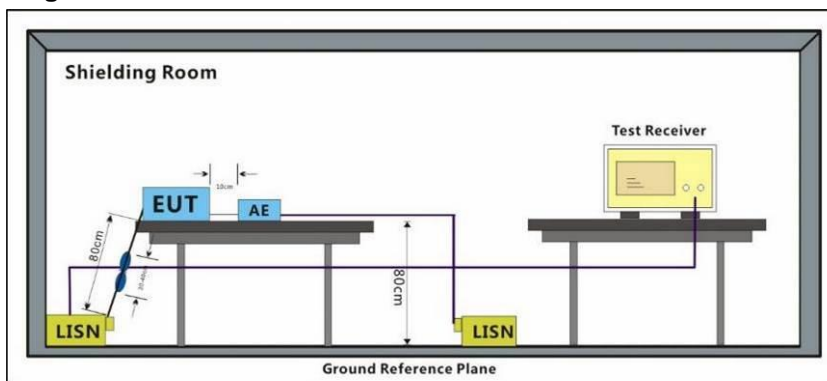 Shielding Room
Test Receiver
10cm
EUT
AE
80cm
80cm
LISN
LISN
Ground Reference Plane